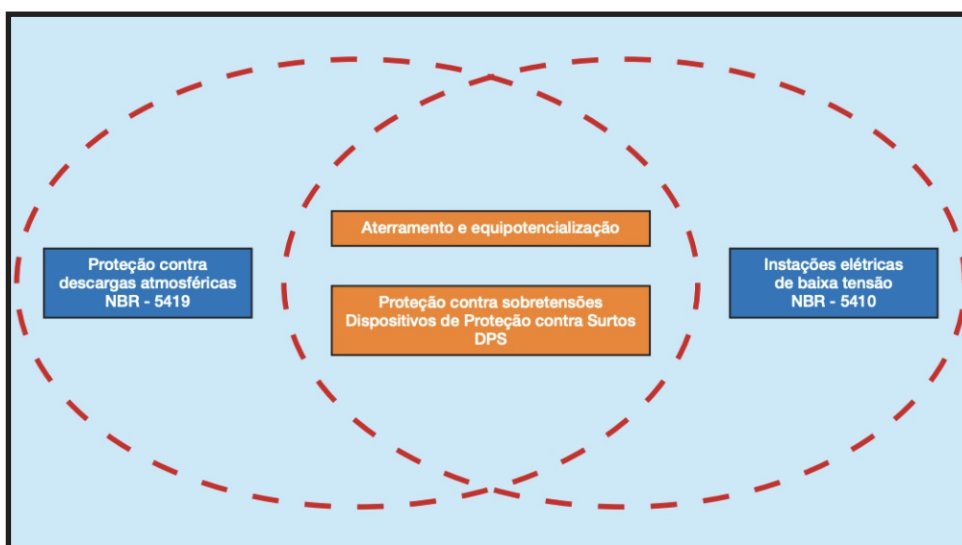 Aterramento e equipotencialização
Proteção contra
descargas atmosféricas
NBR - 5419
Proteção contra sobretensões
Dispositivos de Proteção contra Surtos
DPS
Instações elétricas
de baixa tensão
NBR - 5410